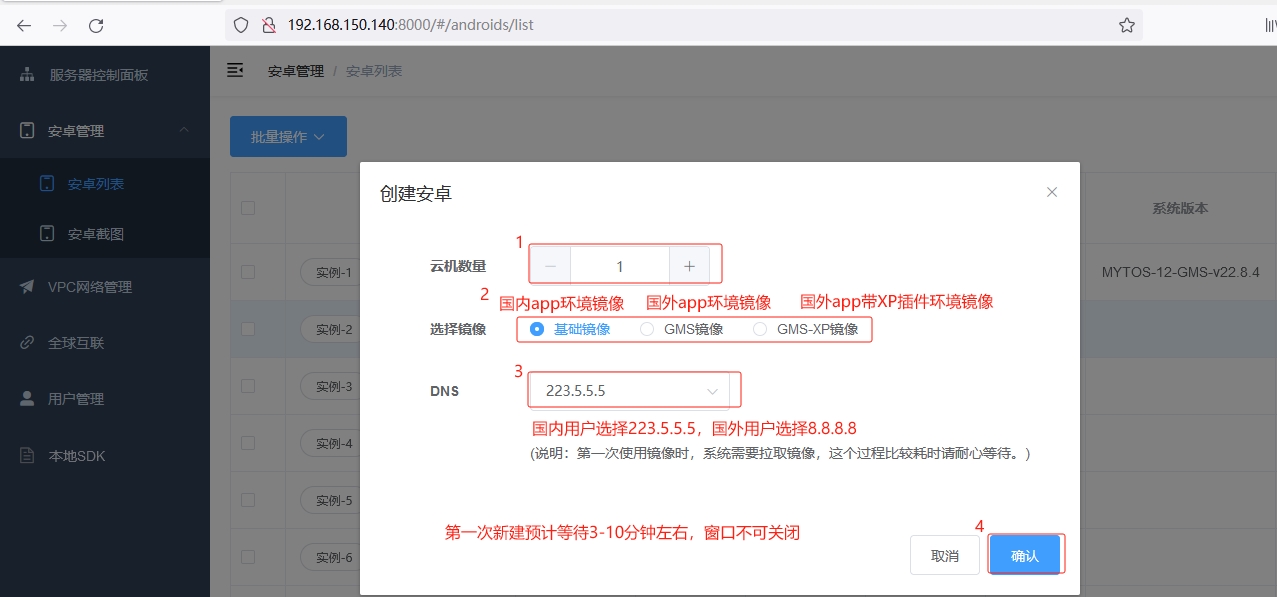 192.168.150.140:8000/#/androids/list
服务器控制面板
安卓管理 / 安卓列表
安卓管理
批量操作
安卓列表
安卓截图
VPC网络管理
全球互联
用户管理
本地SDK
系统版本
实例-1
MYTOS-12-GMS-v22.8.4
实例-2
实例-3
实例-4
实例-5
实例-6
创建安卓
1
云机数量
1
2
国内app环境镜像 国外app环境镜像 国外app带XP插件环境镜像
选择镜像 基础镜像 GMS镜像 GMS-XP镜像
3
DNS 223.5.5.5
国内用户选择223.5.5.5，国外用户选择8.8.8.8
(说明：第一次使用镜像时，系统需要拉取镜像，这个过程比较耗时请耐心等待。)
第一次新建预计等待3-10分钟左右，窗口不可关闭
4
取消 确认